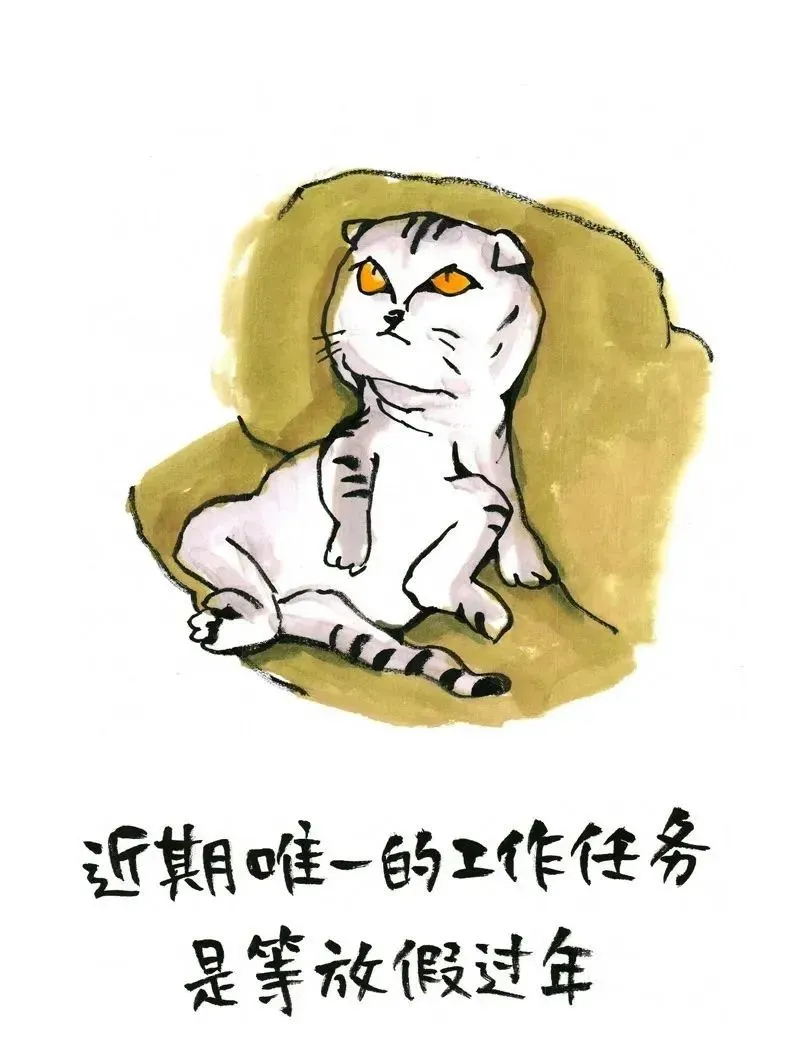 近期唯一的工作任务
是等放假过年